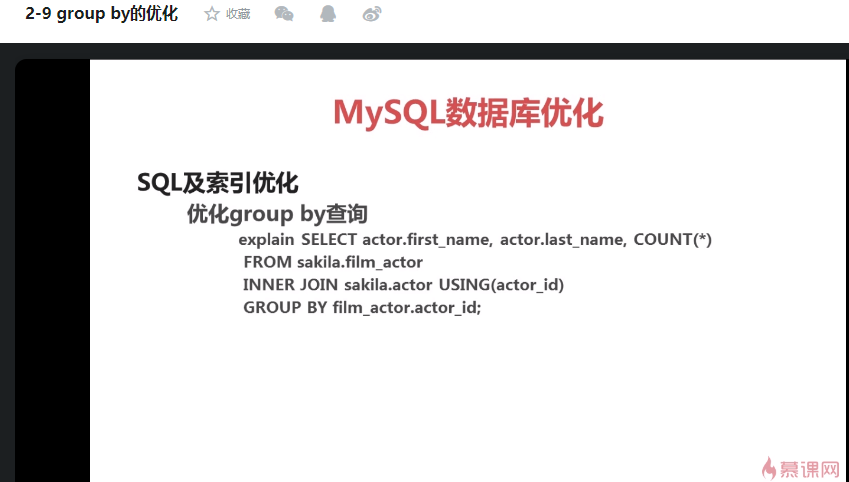 2-9 group by的优化 收藏
MySQL数据库优化
SQL及索引优化
优化group by查询
explain SELECT actor.first_name, actor.last_name, COUNT(*)
FROM sakila.film_actor
INNER JOIN sakila.actor USING(actor_id)
GROUP BY film_actor.actor_id;
慕课网